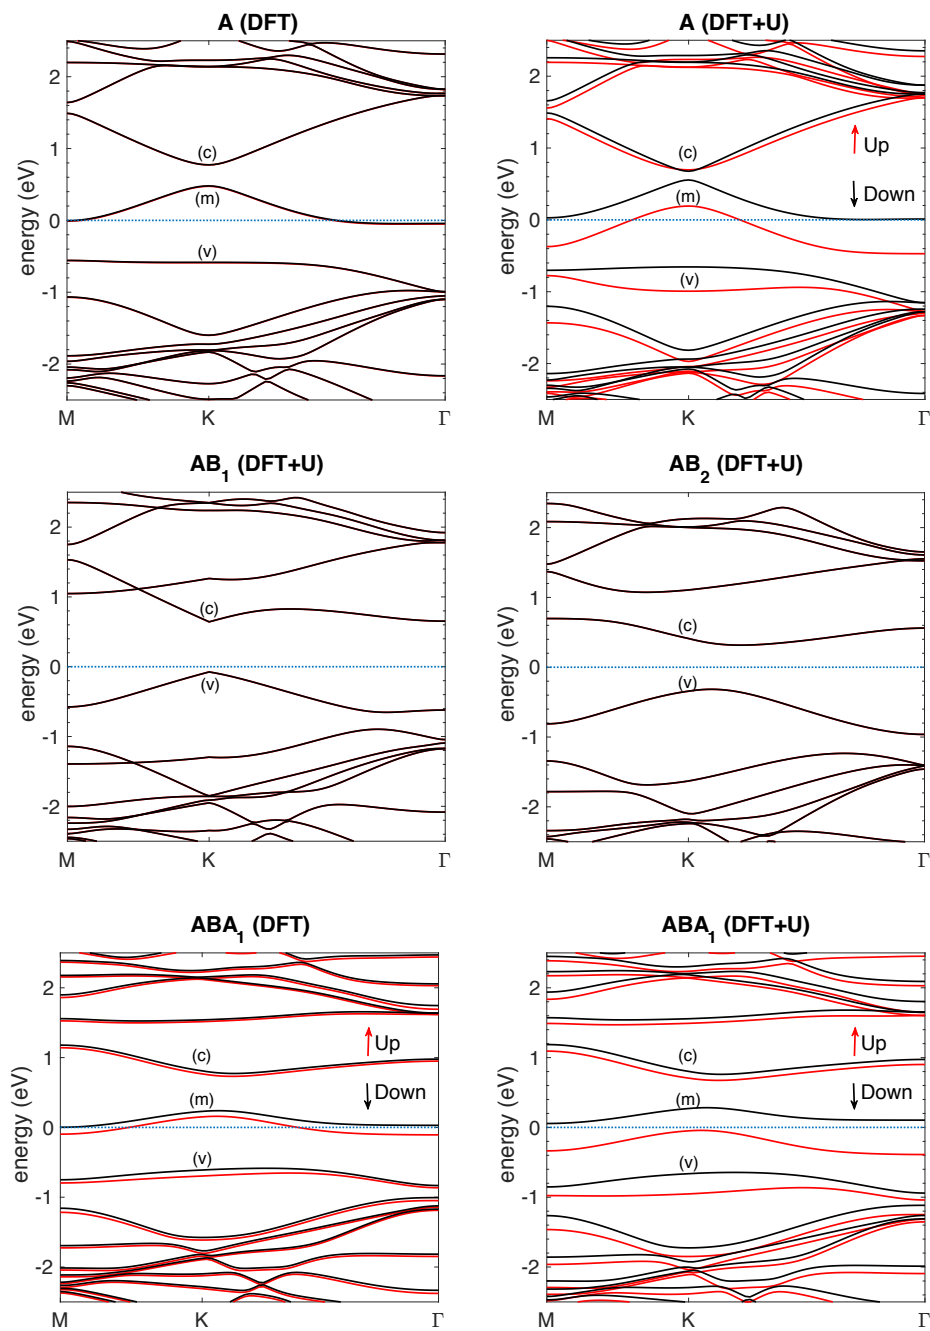 A (DFT)
2
1
0
-1
-2
energy (eV)
(c)
(m)
(v)
M
K
Γ
A (DFT+U)
2
1
0
-1
-2
energy (eV)
(c)
(m)
(v)
Up
Down
M
K
Γ
AB1 (DFT+U)
2
1
0
-1
-2
energy (eV)
(c)
(v)
M
K
Γ
AB2 (DFT+U)
2
1
0
-1
-2
energy (eV)
(c)
(v)
M
K
Γ
ABA1 (DFT)
2
1
0
-1
-2
energy (eV)
(c)
(m)
(v)
Up
Down
M
K
Γ
ABA1 (DFT+U)
2
1
0
-1
-2
energy (eV)
(c)
(m)
(v)
Up
Down
M
K
Γ